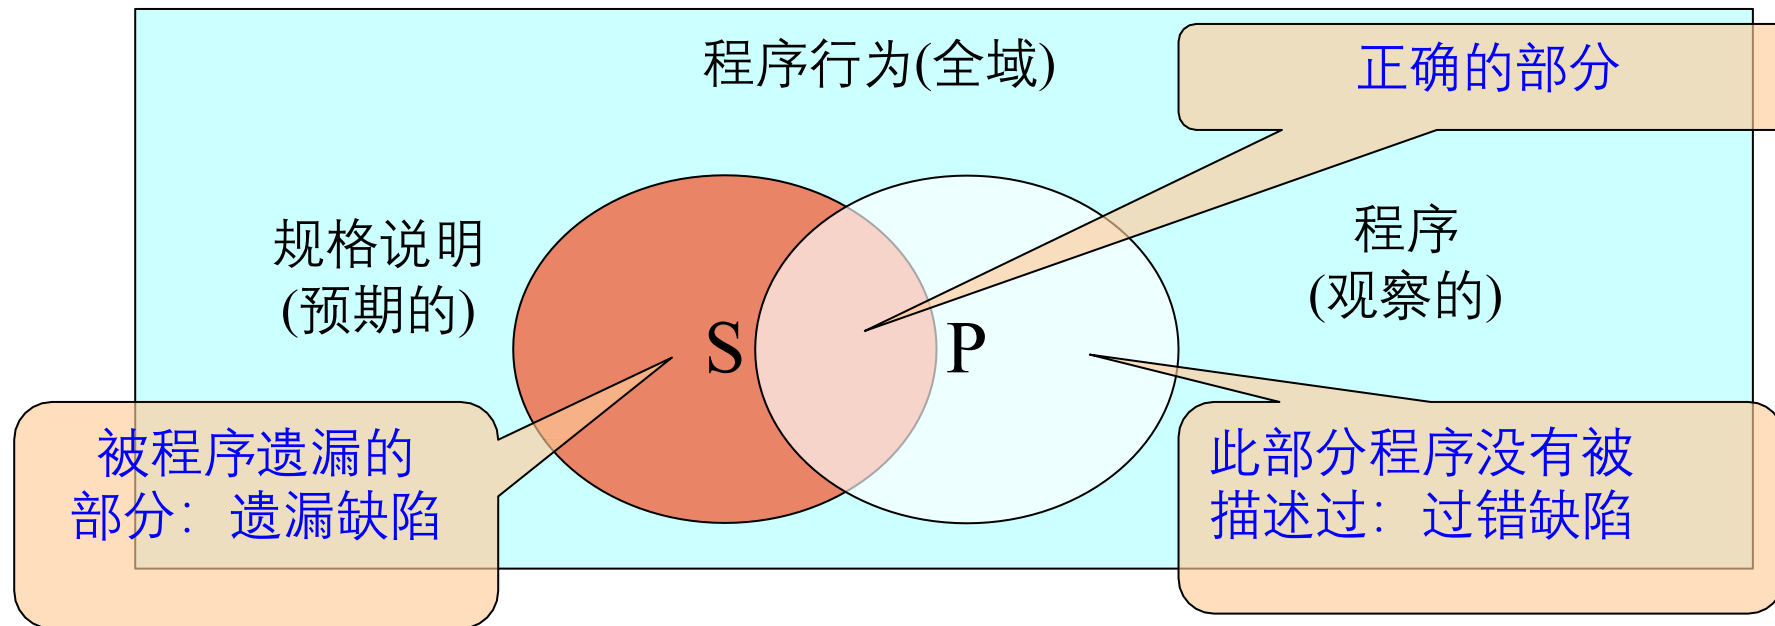 程序行为(全域)
正确的部分
规格说明
(预期的)
程序
(观察的)
S
P
被程序遗漏的
部分：遗漏缺陷
此部分程序没有被
描述过：过错缺陷